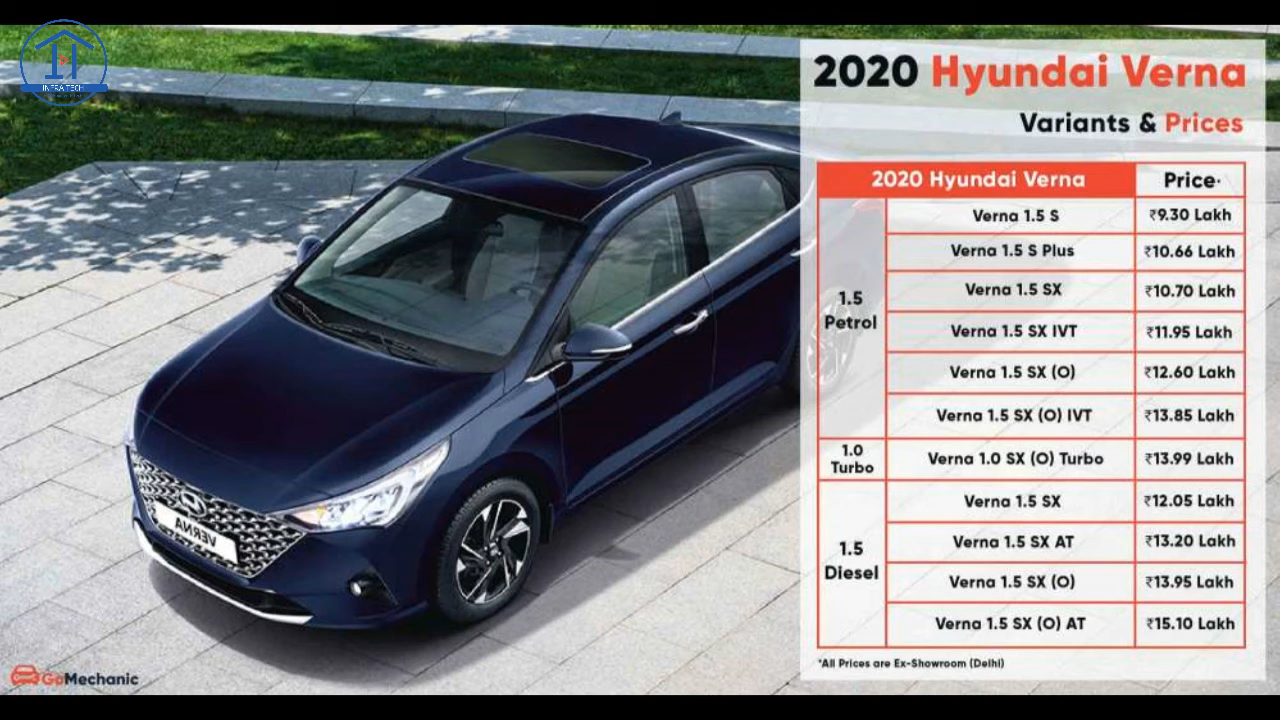 INFRA TECH
2020 Hyundai Verna
Variants & Prices
2020 Hyundai Verna Price*
1.5 Petrol
Verna 1.5 S ₹9.30 Lakh
Verna 1.5 S Plus ₹10.66 Lakh
Verna 1.5 SX ₹10.70 Lakh
Verna 1.5 SX IVT ₹11.95 Lakh
Verna 1.5 SX (O) ₹12.60 Lakh
Verna 1.5 SX (O) IVT ₹13.85 Lakh
1.0 Turbo
Verna 1.0 SX (O) Turbo ₹13.99 Lakh
1.5 Diesel
Verna 1.5 SX ₹12.05 Lakh
Verna 1.5 SX AT ₹13.20 Lakh
Verna 1.5 SX (O) ₹13.95 Lakh
Verna 1.5 SX (O) AT ₹15.10 Lakh
*All Prices are Ex-Showroom (Delhi)
VERNA
GoMechanic